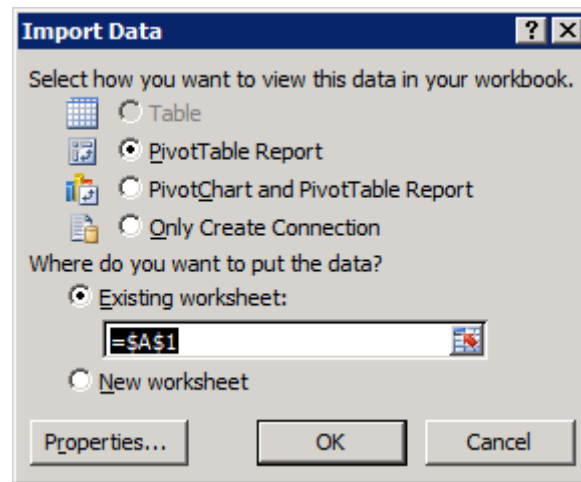 Import Data
Select how you want to view this data in your workbook.
Table
PivotTable Report
PivotChart and PivotTable Report
Only Create Connection
Where do you want to put the data?
Existing worksheet:
=$A$1
New worksheet
Properties... OK Cancel